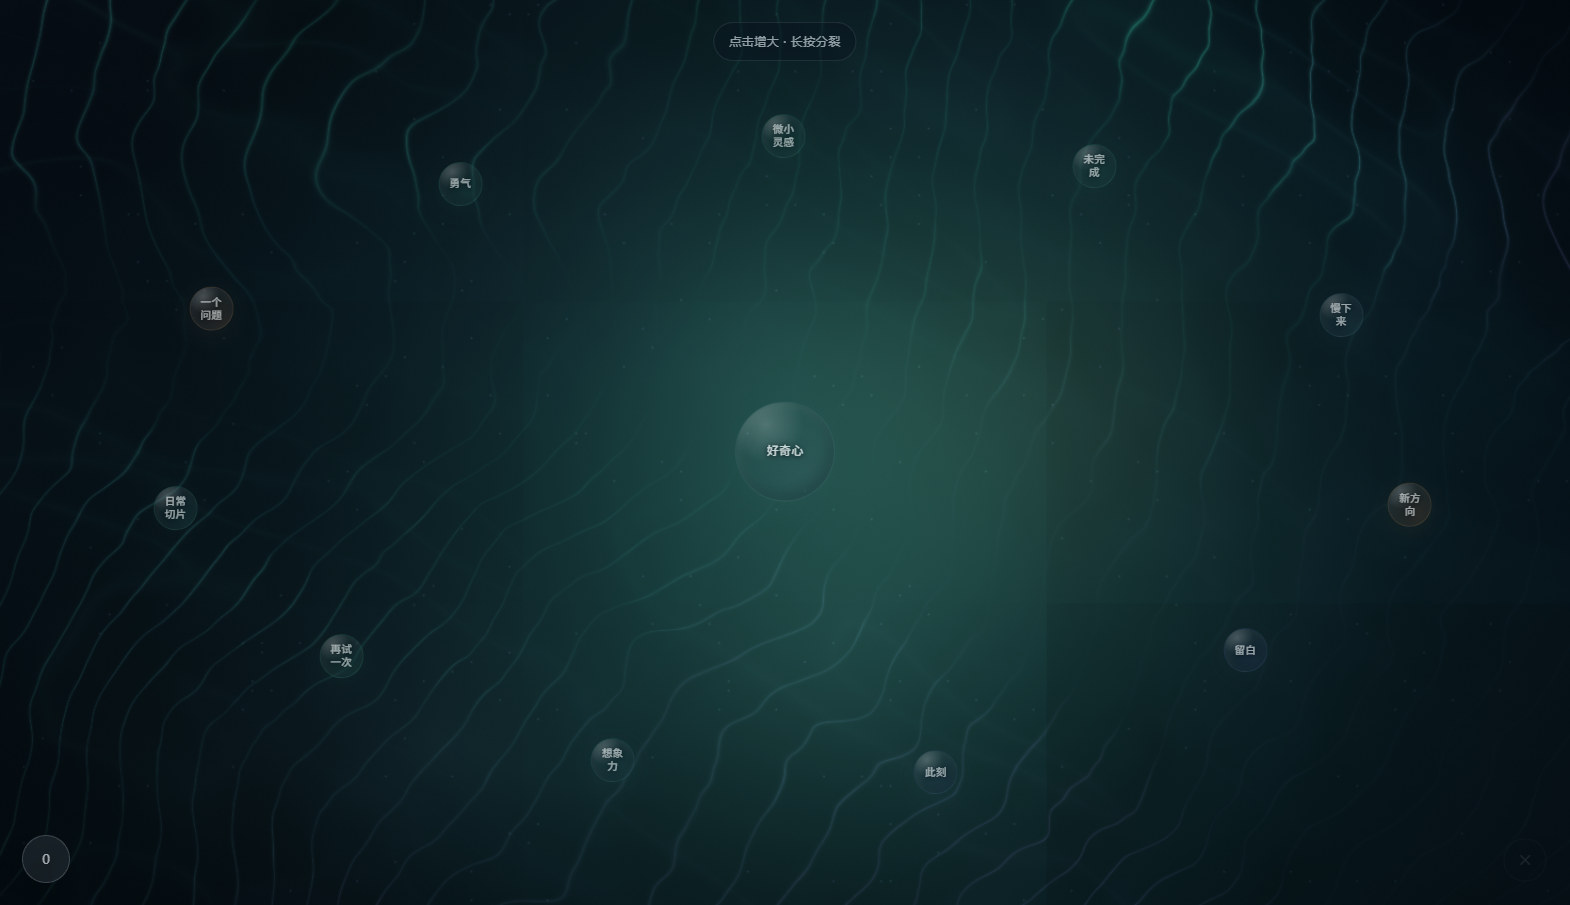 点击增大 · 长按分裂
微小
灵感
未完
成
勇气
一个
问题
慢下
来
好奇心
日常
切片
新方
向
再试
一次
留白
想象
力
此刻
0
×